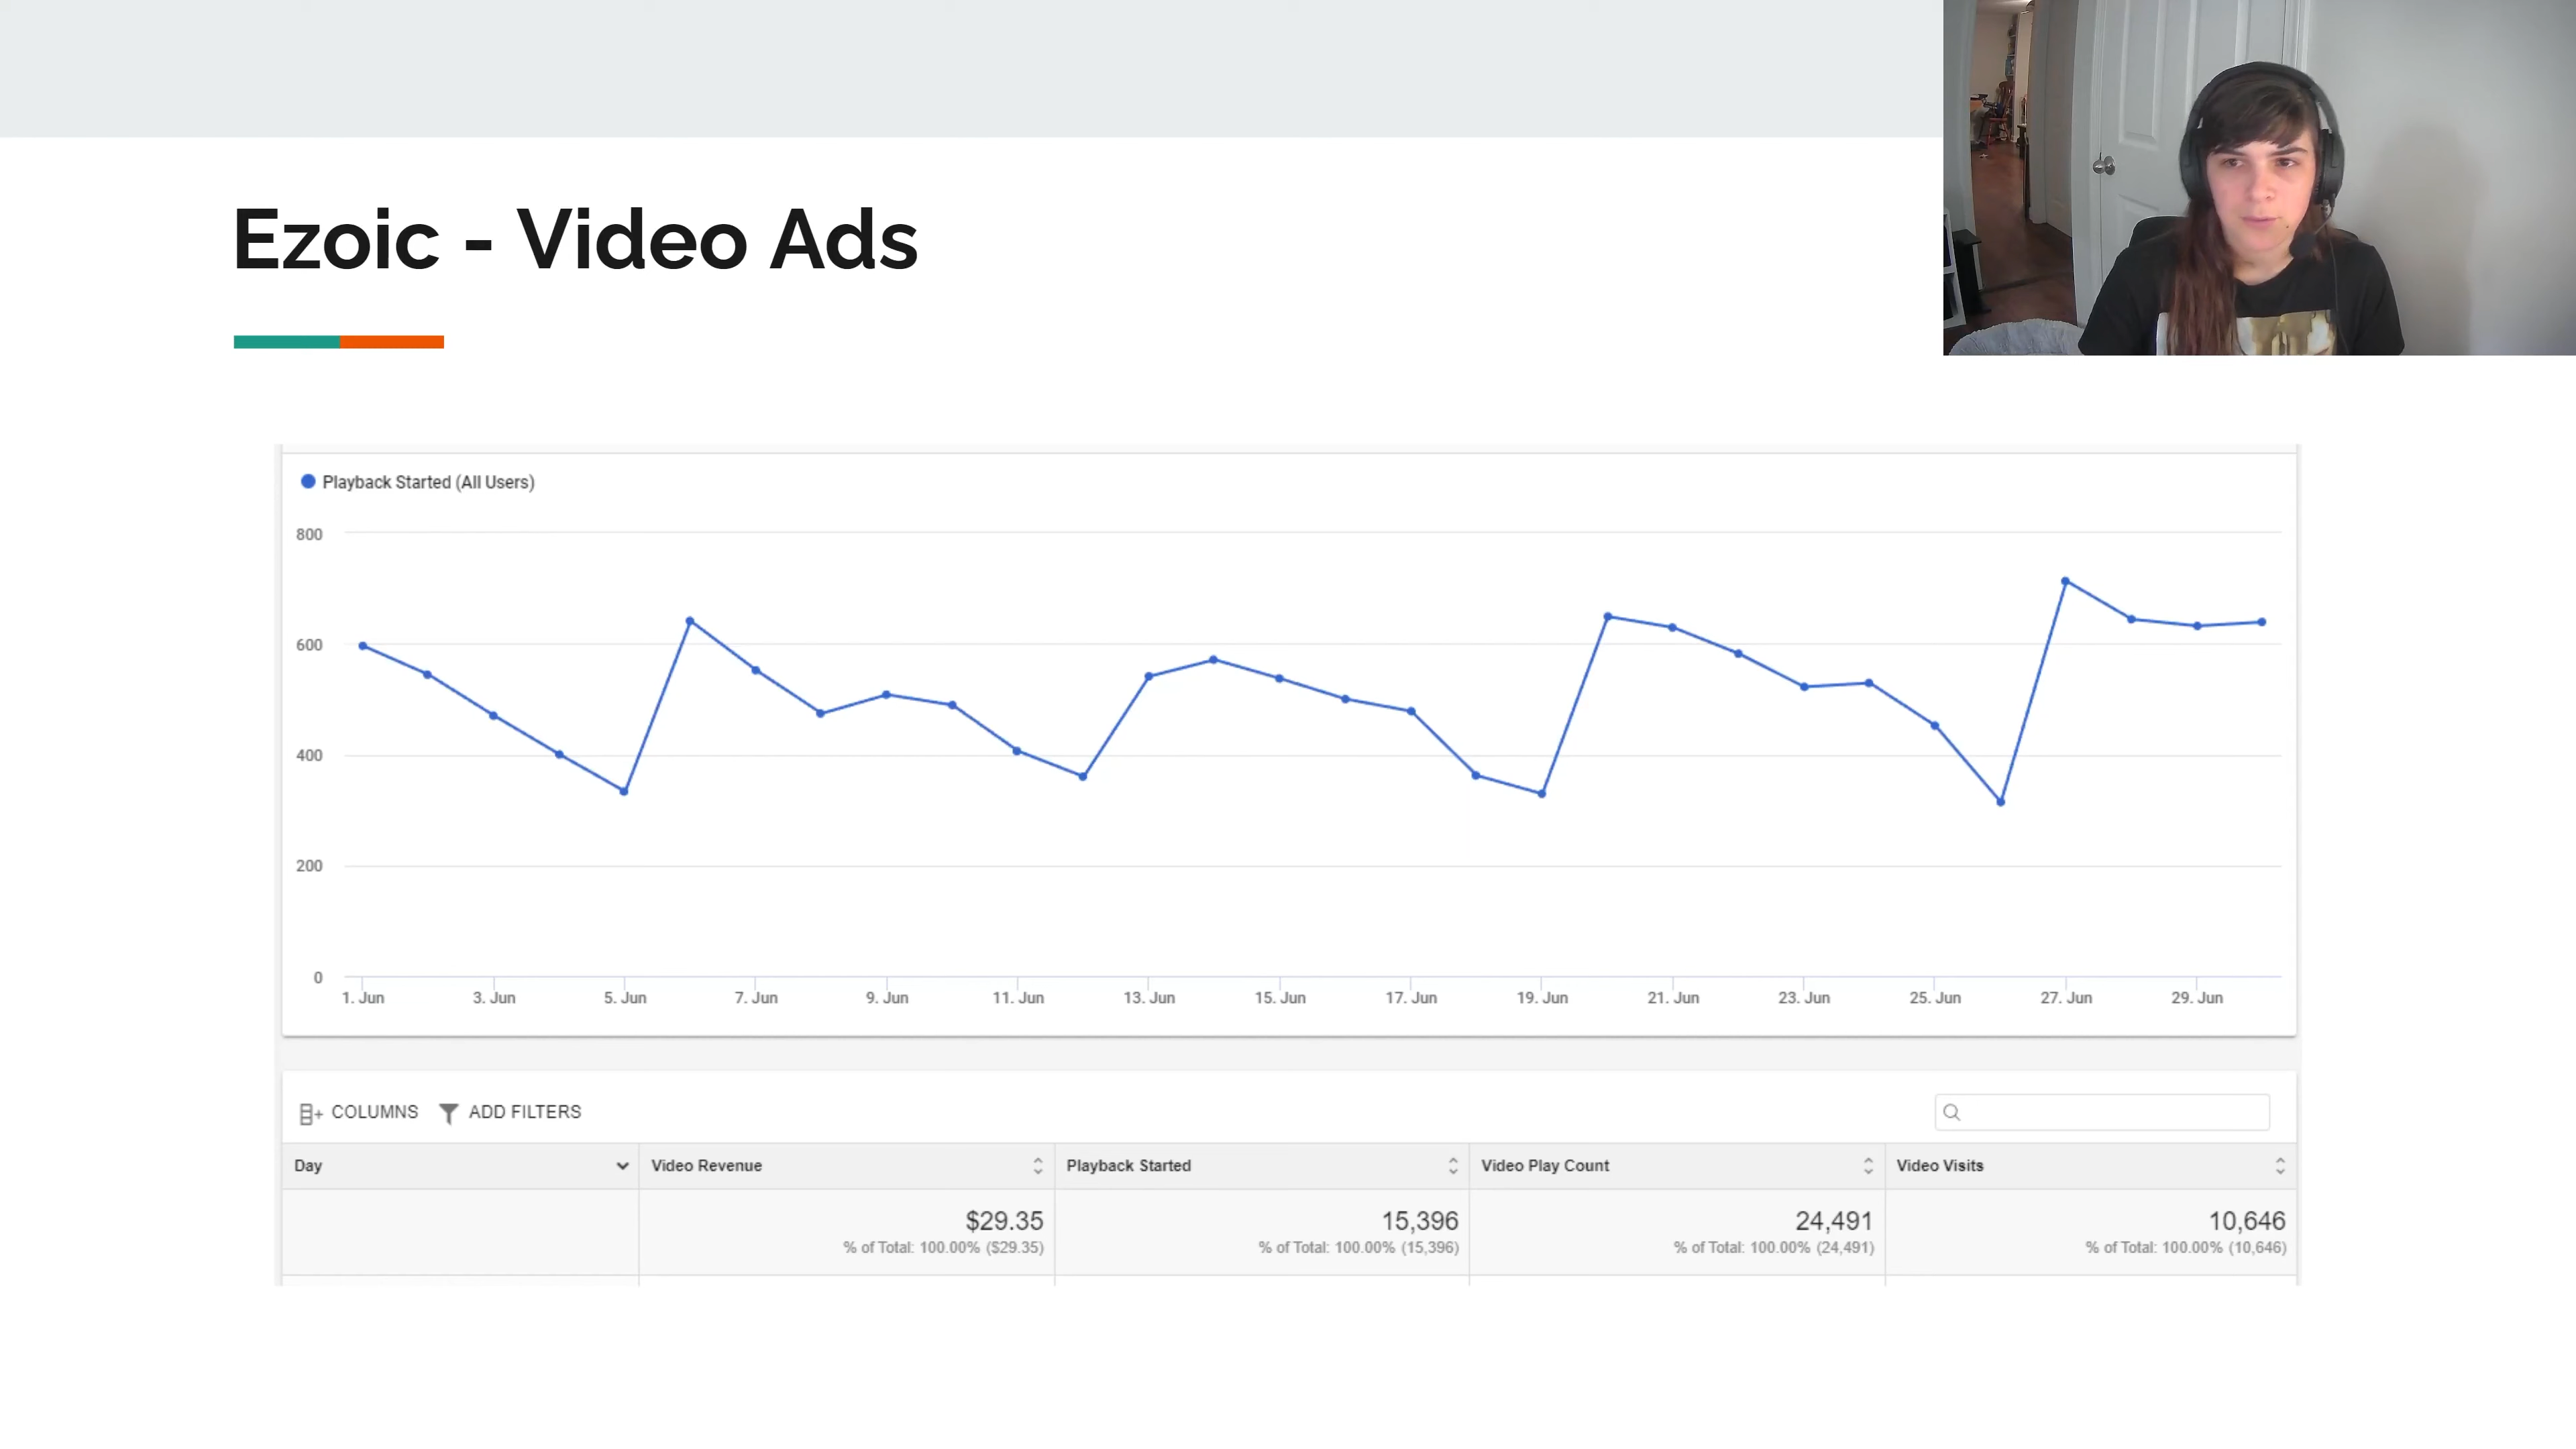 Ezoic - Video Ads
Playback Started (All Users)
800
600
400
200
0
1. Jun 3. Jun 5. Jun 7. Jun 9. Jun 11. Jun 13. Jun 15. Jun 17. Jun 19. Jun 21. Jun 23. Jun 25. Jun 27. Jun 29. Jun
COLUMNS ADD FILTERS
Day Video Revenue Playback Started Video Play Count Video Visits
$29.35 15,396 24,491 10,646
% of Total: 100.00% ($29.35) % of Total: 100.00% (15,396) % of Total: 100.00% (24,491) % of Total: 100.00% (10,646)